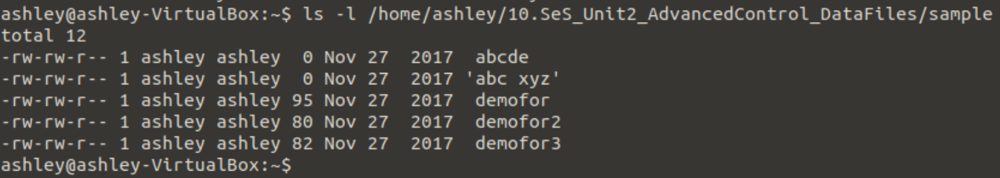 ashley@ashley-VirtualBox:~$ ls -l /home/ashley/10.SeS_Unit2_AdvancedControl_DataFiles/sample
total 12
-rw-rw-r-- 1 ashley ashley  0 Nov 27  2017  abcde
-rw-rw-r-- 1 ashley ashley  0 Nov 27  2017 'abc xyz'
-rw-rw-r-- 1 ashley ashley 95 Nov 27  2017  demofor
-rw-rw-r-- 1 ashley ashley 80 Nov 27  2017  demofor2
-rw-rw-r-- 1 ashley ashley 82 Nov 27  2017  demofor3
ashley@ashley-VirtualBox:~$